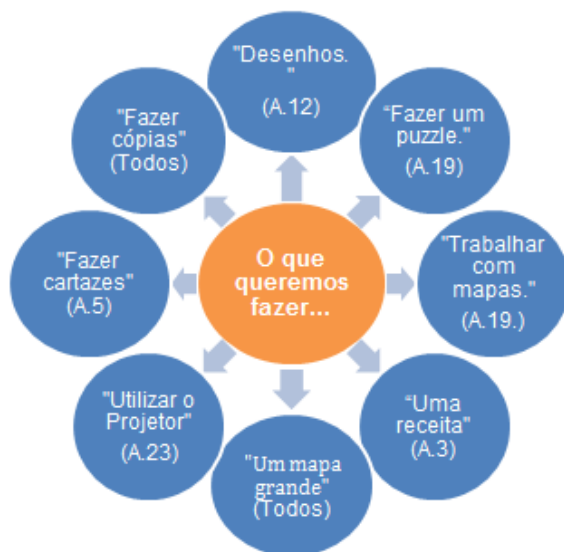 "Desenhos.
"
(A.12)
“Fazer um
puzzle."
(A.19)
"Trabalhar
com
mapas."
(A.19.)
“Uma
receita"
(A.3)
"Um mapa
grande"
(Todos)
"Utilizar o
Projetor"
(A.23)
"Fazer
cartazes"
(A.5)
"Fazer
cópias"
(Todos)
O que
queremos
fazer...